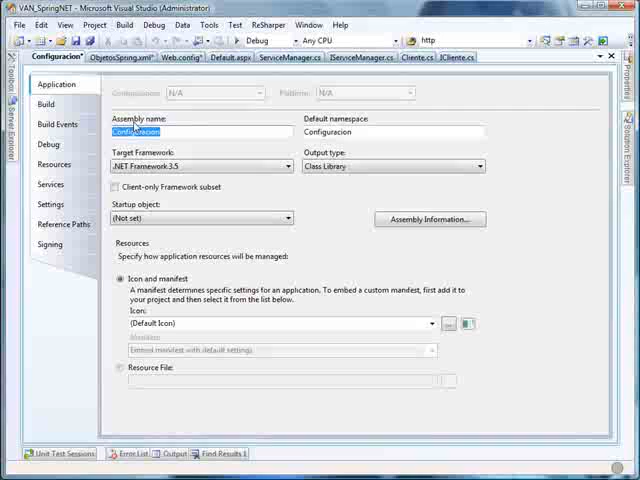 VAN_SpringNET - Microsoft Visual Studio (Administrator)
File Edit View Project Build Debug Data Tools Test ReSharper Window Help
Debug Any CPU http
Configuracion* ObjetosSpring.xml* Web.config* Default.aspx ServiceManager.cs IServiceManager.cs Cliente.cs ICliente.cs
Toolbox
Server Explorer
Properties
Solution Explorer
Application
Build
Build Events
Debug
Resources
Services
Settings
Reference Paths
Signing
Configuration: N/A Platform: N/A
Assembly name: Default namespace:
Configuracion Configuracion
Target Framework: Output type:
.NET Framework 3.5 Class Library
Client-only Framework subset
Startup object:
(Not set) Assembly Information...
Resources
Specify how application resources will be managed:
Icon and manifest
A manifest determines specific settings for an application. To embed a custom manifest, first add it to
your project and then select it from the list below.
Icon:
(Default Icon) ...
Manifest:
Embed manifest with default settings
Resource File:
Unit Test Sessions Error List Output Find Results 1